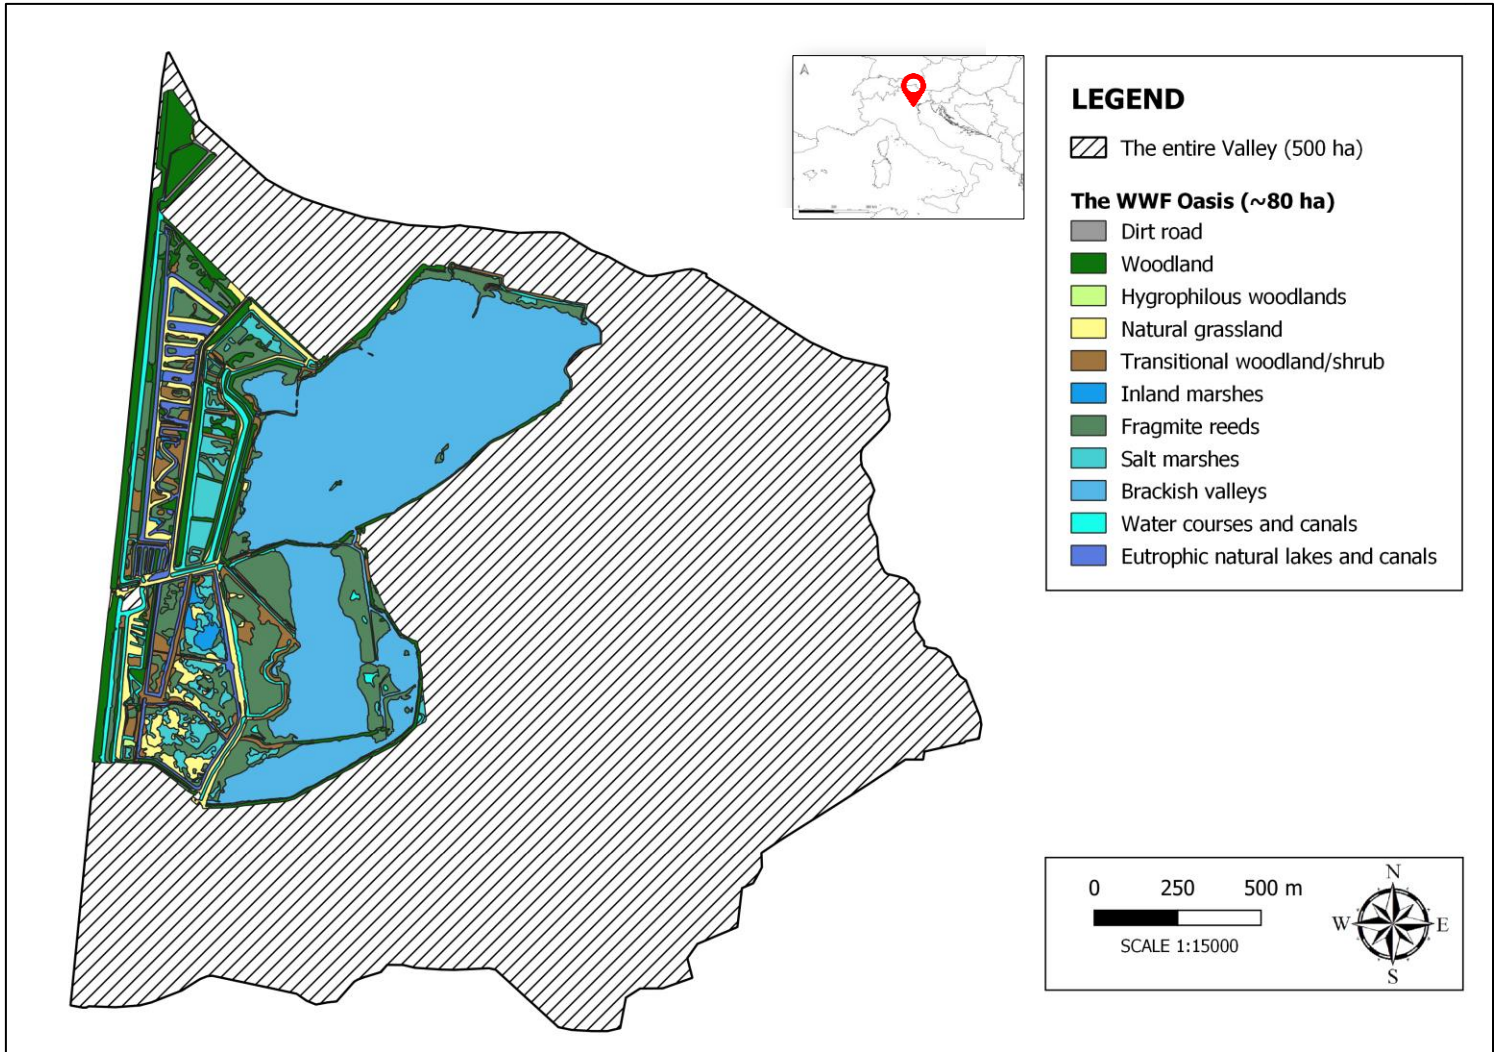 LEGEND
The entire Valley (500 ha)
The WWF Oasis (~80 ha)
Dirt road
Woodland
Hygrophilous woodlands
Natural grassland
Transitional woodland/shrub
Inland marshes
Fragmite reeds
Salt marshes
Brackish valleys
Water courses and canals
Eutrophic natural lakes and canals
0 250 500 m
SCALE 1:15000
N
W E
S